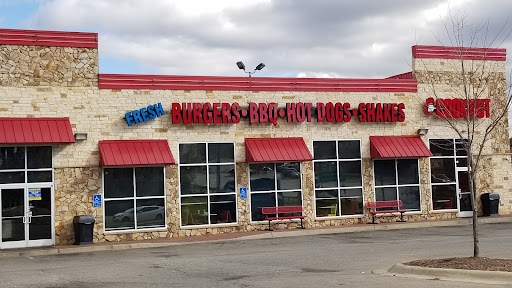 FRESH BURGERS • BBQ • HOT DOGS • SHAKES